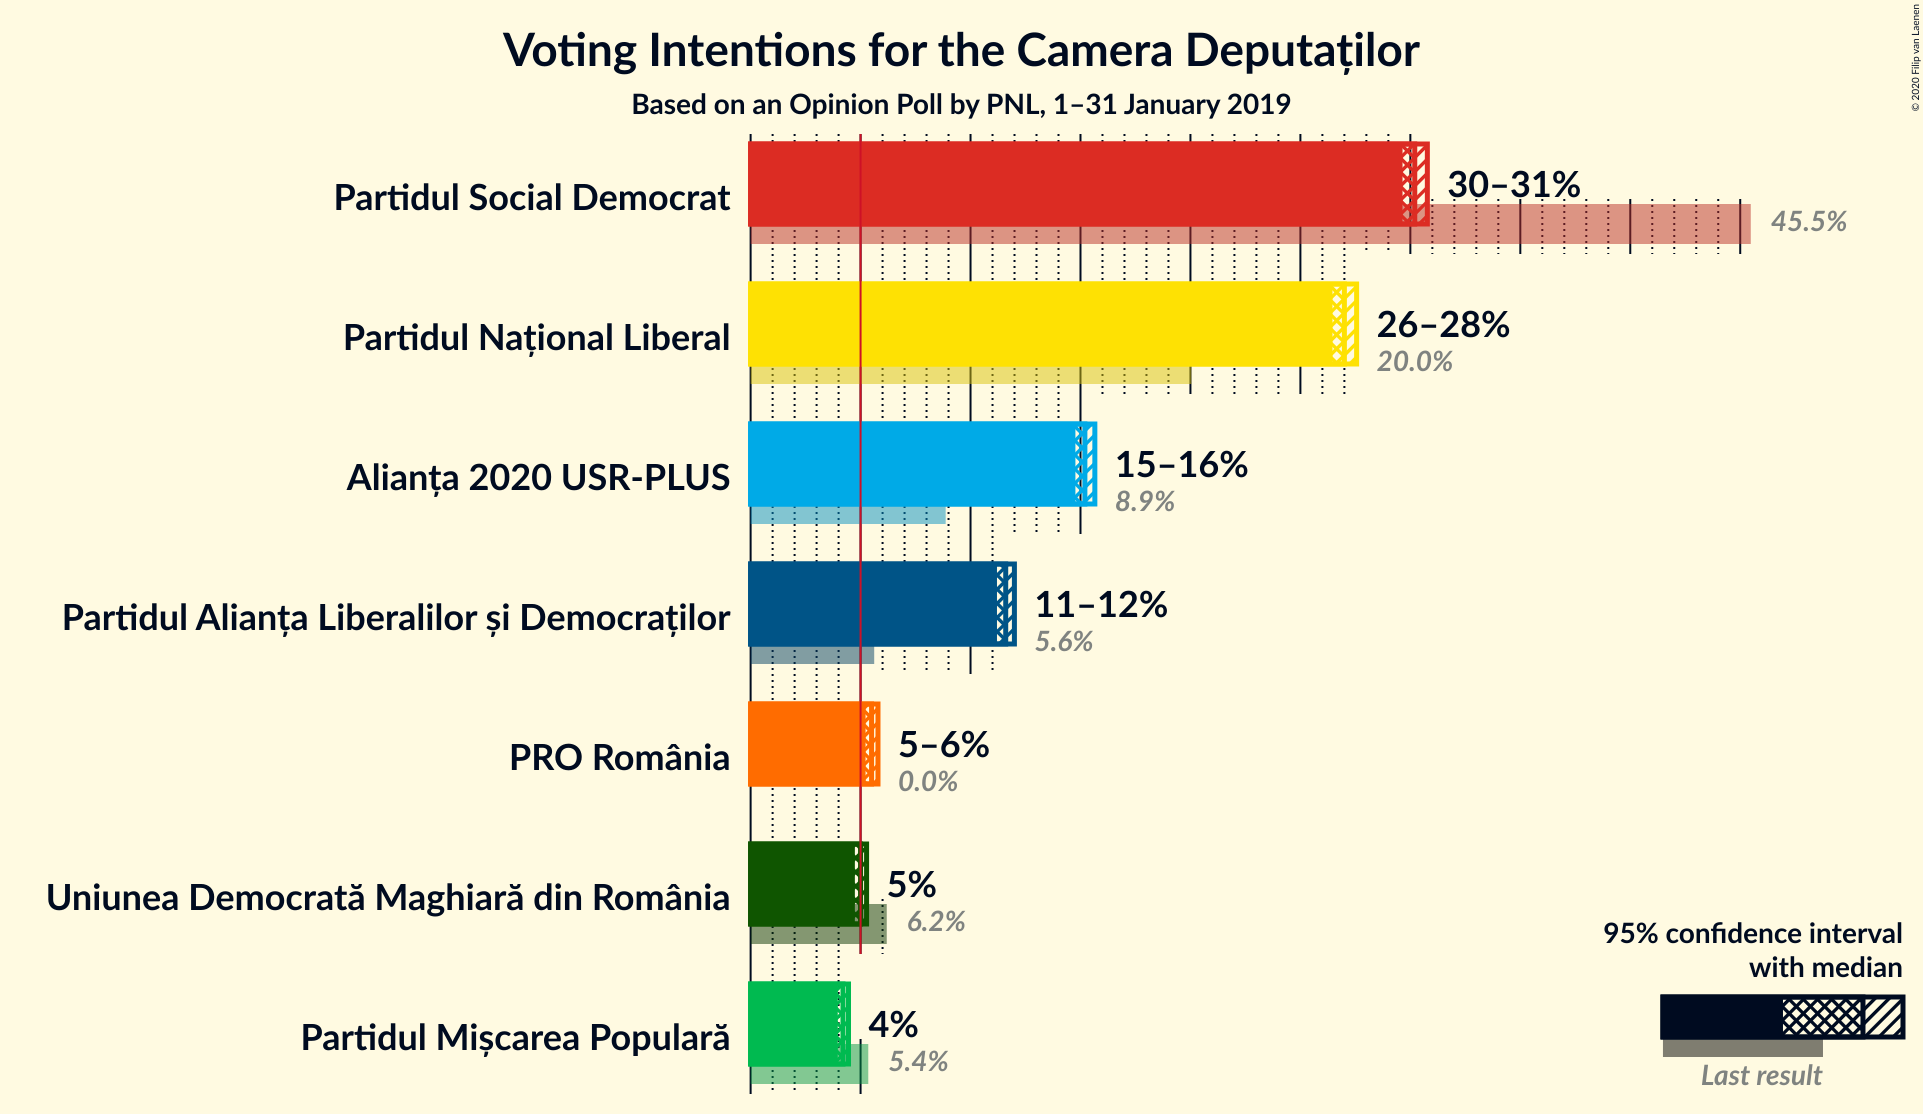 Voting Intentions for the Camera Deputaților
Based on an Opinion Poll by PNL, 1–31 January 2019
© 2020 Filip van Laenen
Partidul Social Democrat
30–31%
45.5%
Partidul Național Liberal
26–28%
20.0%
Alianța 2020 USR-PLUS
15–16%
8.9%
Partidul Alianța Liberalilor și Democraților
11–12%
5.6%
PRO România
5–6%
0.0%
Uniunea Democrată Maghiară din România
5%
6.2%
Partidul Mișcarea Populară
4%
5.4%
95% confidence interval
with median
Last result